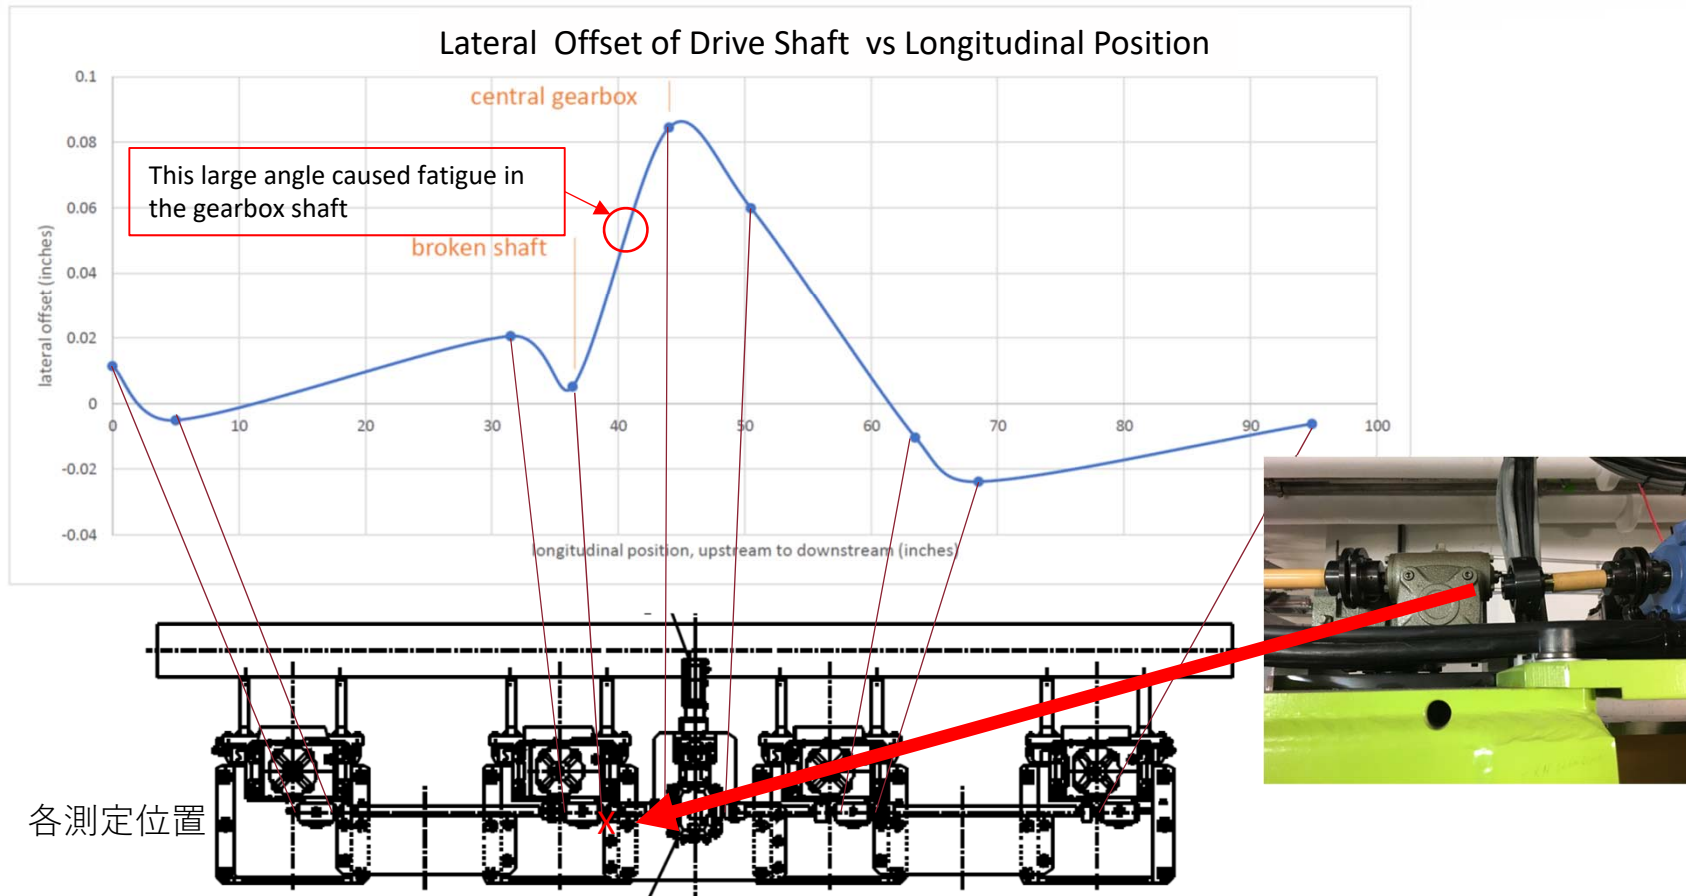 Lateral Offset of Drive Shaft vs Longitudinal Position
0.1
central gearbox
0.08
This large angle caused fatigue in
the gearbox shaft
0.06
broken shaft
0.04
lateral offset (inches)
0.02
0
0 10 20 30 40 50 60 70 80 90 100
-0.02
-0.04
longitudinal position, upstream to downstream (inches)
各測定位置
X